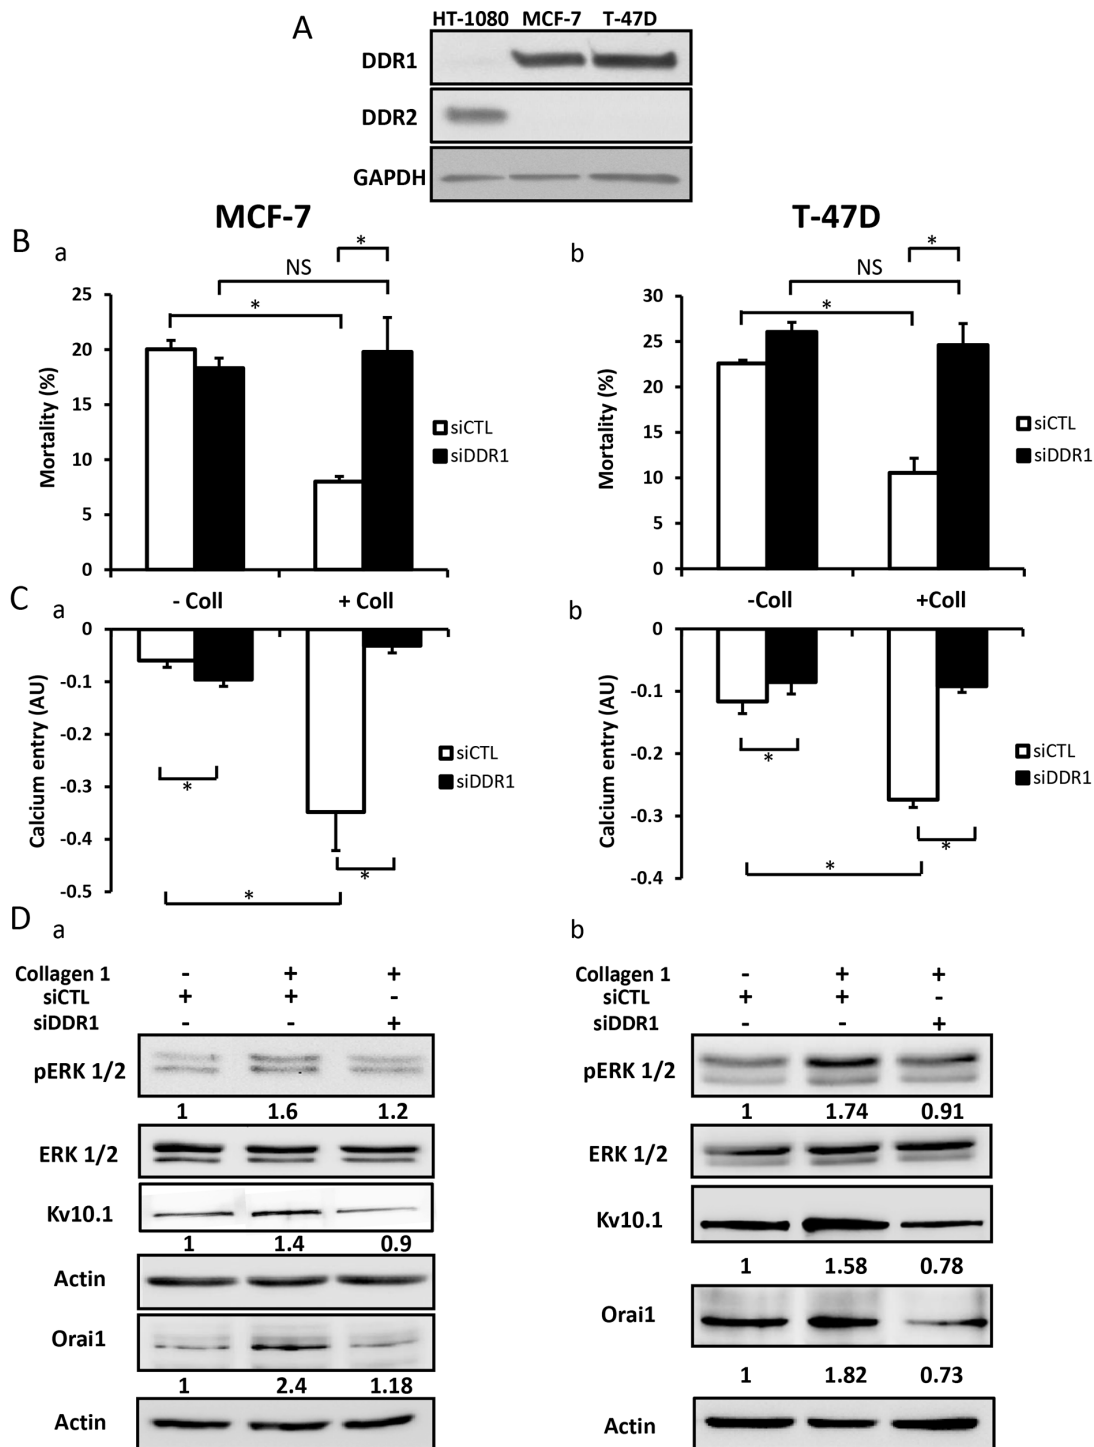 A
HT-1080 MCF-7 T-47D
DDR1
DDR2
GAPDH
MCF-7
T-47D
B
a
*
NS
*
25
20
15
10
5
0
Mortality (%)
siCTL
siDDR1
- Coll + Coll
b
*
NS
*
30
25
20
15
10
5
0
Mortality (%)
siCTL
siDDR1
-Coll +Coll
C
a
0
-0.1
-0.2
-0.3
-0.4
-0.5
Calcium entry (AU)
*
*
*
siCTL
siDDR1
b
0
-0.1
-0.2
-0.3
-0.4
Calcium entry (AU)
*
*
*
siCTL
siDDR1
D
a
Collagen 1 - + +
siCTL + + -
siDDR1 - - +
pERK 1/2
1 1.6 1.2
ERK 1/2
Kv10.1
1 1.4 0.9
Actin
Orai1
1 2.4 1.18
Actin
b
Collagen 1 - + +
siCTL + + -
siDDR1 - - +
pERK 1/2
1 1.74 0.91
ERK 1/2
Kv10.1
1 1.58 0.78
Orai1
1 1.82 0.73
Actin